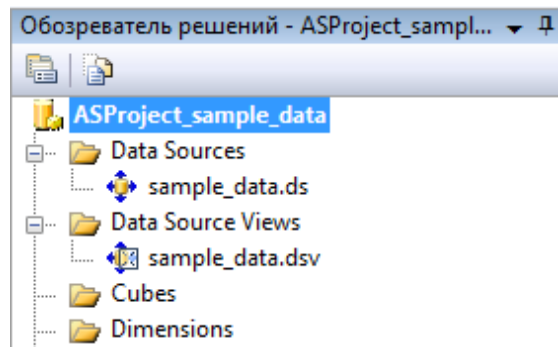 Обозреватель решений - ASProject_sampl...
ASProject_sample_data
Data Sources
sample_data.ds
Data Source Views
sample_data.dsv
Cubes
Dimensions